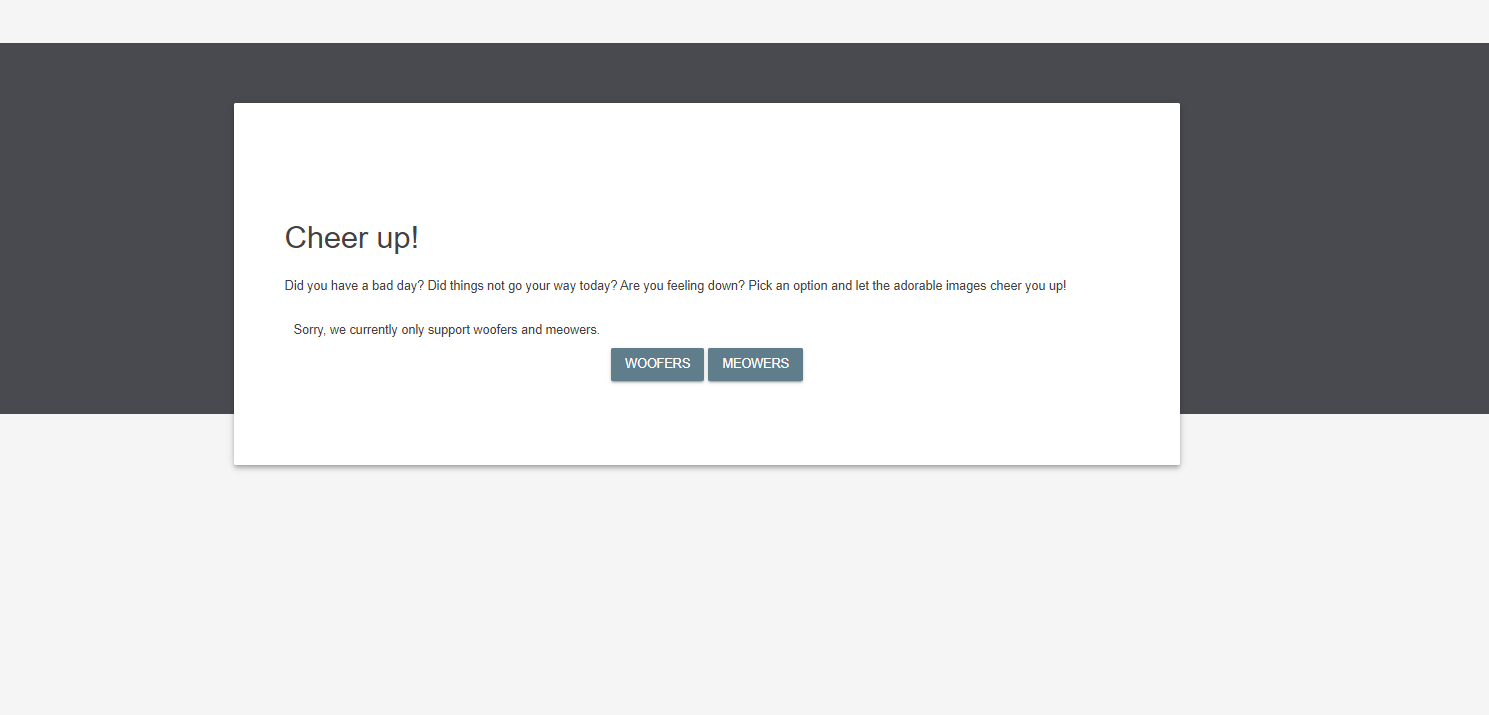 Cheer up!
Did you have a bad day? Did things not go your way today? Are you feeling down? Pick an option and let the adorable images cheer you up!
Sorry, we currently only support woofers and meowers.
WOOFERS MEOWERS